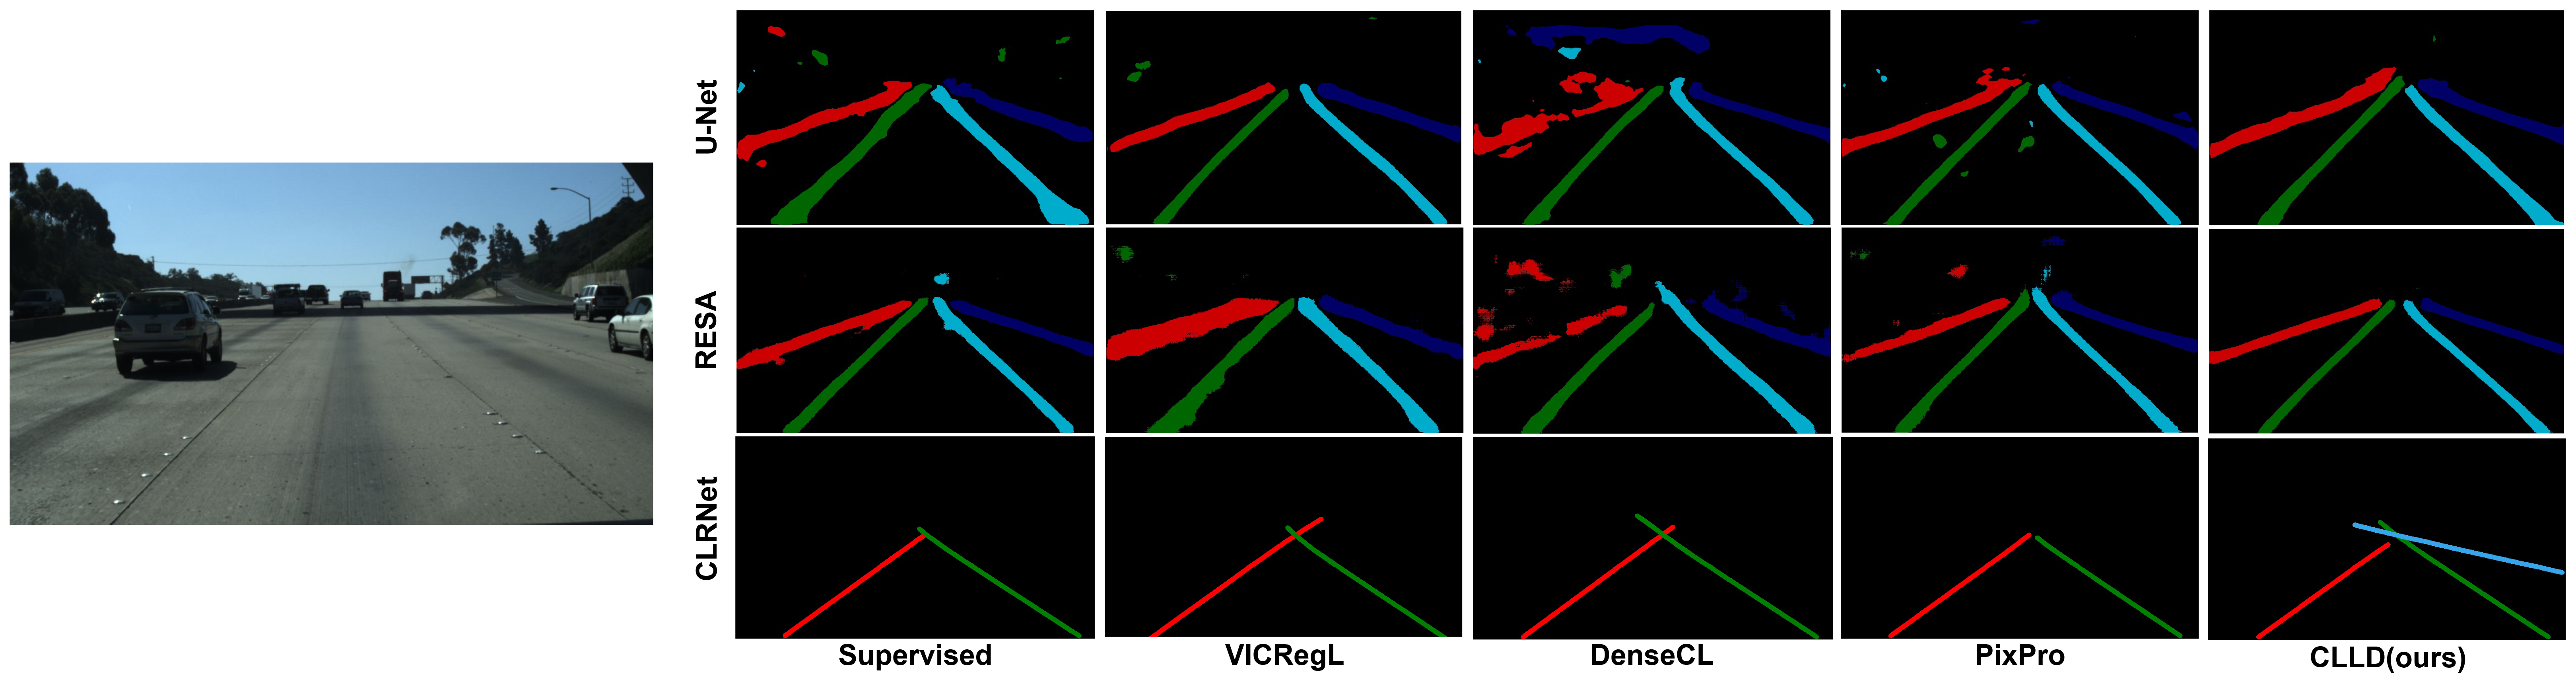 U-Net
RESA
CLRNet
Supervised
VICRegL
DenseCL
PixPro
CLLD(ours)